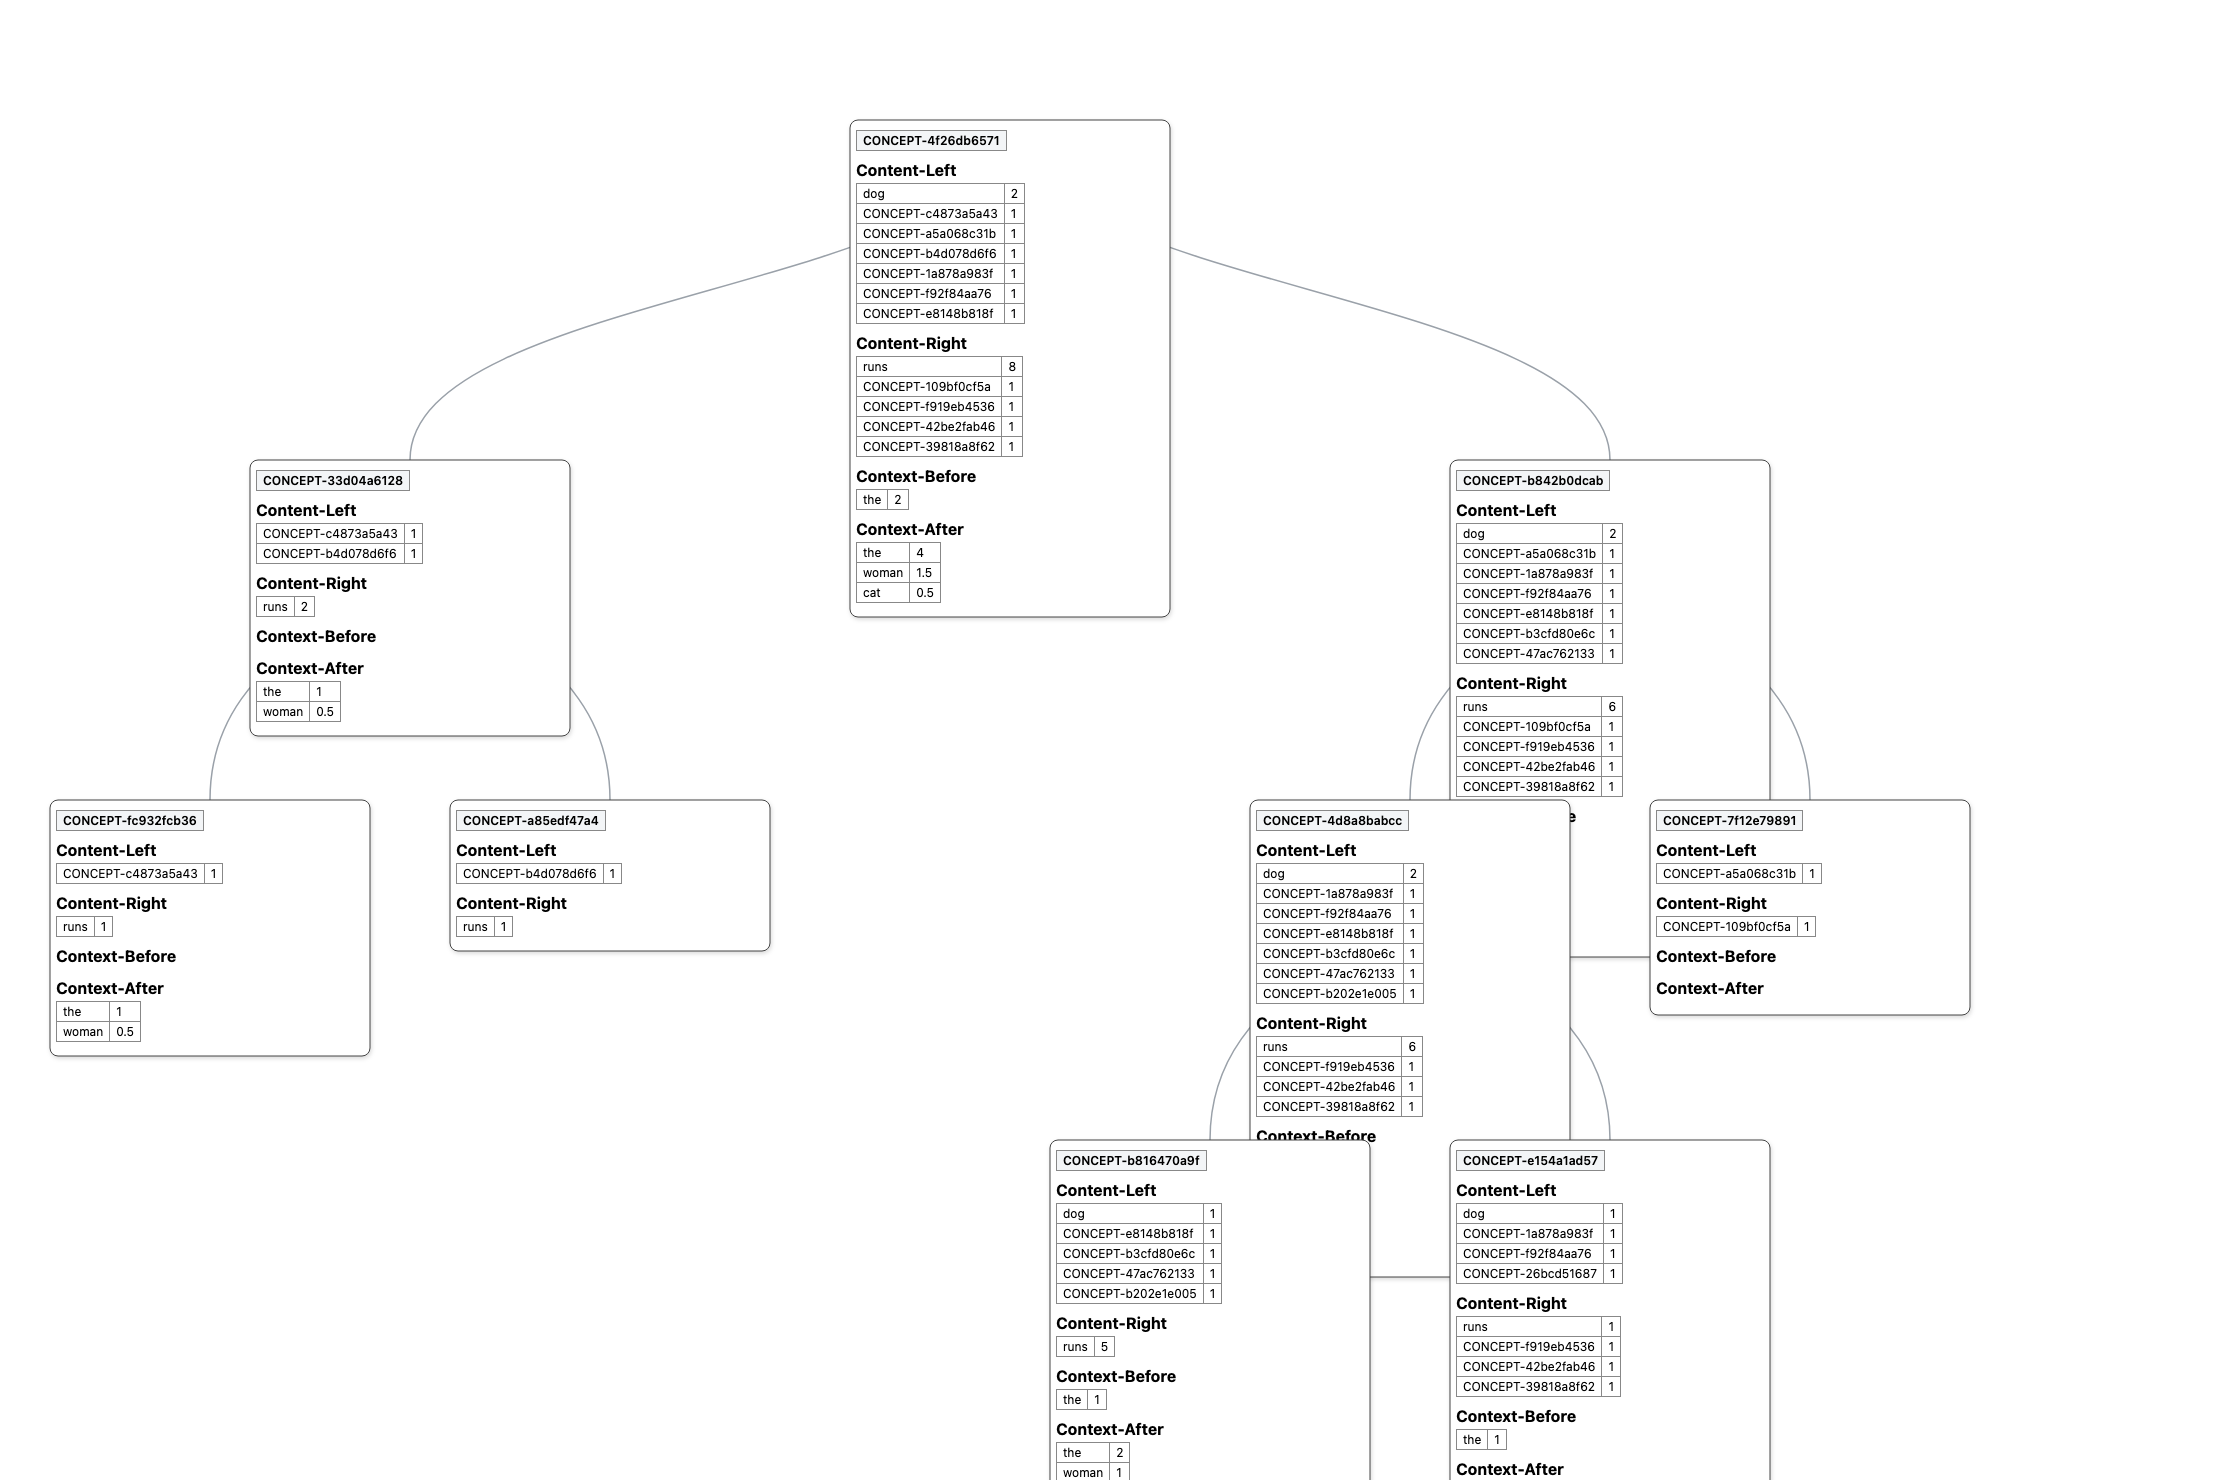 CONCEPT-4f26db6571
Content-Left
dog 2
CONCEPT-c4873a5a43 1
CONCEPT-a5a068c31b 1
CONCEPT-b4d078d6f6 1
CONCEPT-1a878a983f 1
CONCEPT-f92f84aa76 1
CONCEPT-e8148b818f 1
Content-Right
runs 8
CONCEPT-109bf0cf5a 1
CONCEPT-f919eb4536 1
CONCEPT-42be2fab46 1
CONCEPT-39818a8f62 1
Context-Before
the 2
Context-After
the 4
woman 1.5
cat 0.5
CONCEPT-33d04a6128
Content-Left
CONCEPT-c4873a5a43 1
CONCEPT-b4d078d6f6 1
Content-Right
runs 2
Context-Before
Context-After
the 1
woman 0.5
CONCEPT-b842b0dcab
Content-Left
dog 2
CONCEPT-a5a068c31b 1
CONCEPT-1a878a983f 1
CONCEPT-f92f84aa76 1
CONCEPT-e8148b818f 1
CONCEPT-b3cfd80e6c 1
CONCEPT-47ac762133 1
Content-Right
runs 6
CONCEPT-109bf0cf5a 1
CONCEPT-f919eb4536 1
CONCEPT-42be2fab46 1
CONCEPT-39818a8f62 1
CONCEPT-fc932fcb36
Content-Left
CONCEPT-c4873a5a43 1
Content-Right
runs 1
Context-Before
Context-After
the 1
woman 0.5
CONCEPT-a85edf47a4
Content-Left
CONCEPT-b4d078d6f6 1
Content-Right
runs 1
CONCEPT-4d8a8babcc
Content-Left
dog 2
CONCEPT-1a878a983f 1
CONCEPT-f92f84aa76 1
CONCEPT-e8148b818f 1
CONCEPT-b3cfd80e6c 1
CONCEPT-47ac762133 1
CONCEPT-b202e1e005 1
Content-Right
runs 6
CONCEPT-f919eb4536 1
CONCEPT-42be2fab46 1
CONCEPT-39818a8f62 1
Context-Before
CONCEPT-7f12e79891
Content-Left
CONCEPT-a5a068c31b 1
Content-Right
CONCEPT-109bf0cf5a 1
Context-Before
Context-After
CONCEPT-b816470a9f
Content-Left
dog 1
CONCEPT-e8148b818f 1
CONCEPT-b3cfd80e6c 1
CONCEPT-47ac762133 1
CONCEPT-b202e1e005 1
Content-Right
runs 5
Context-Before
the 1
Context-After
the 2
woman 1
CONCEPT-e154a1ad57
Content-Left
dog 1
CONCEPT-1a878a983f 1
CONCEPT-f92f84aa76 1
CONCEPT-26bcd51687 1
Content-Right
runs 1
CONCEPT-f919eb4536 1
CONCEPT-42be2fab46 1
CONCEPT-39818a8f62 1
Context-Before
the 1
Context-After